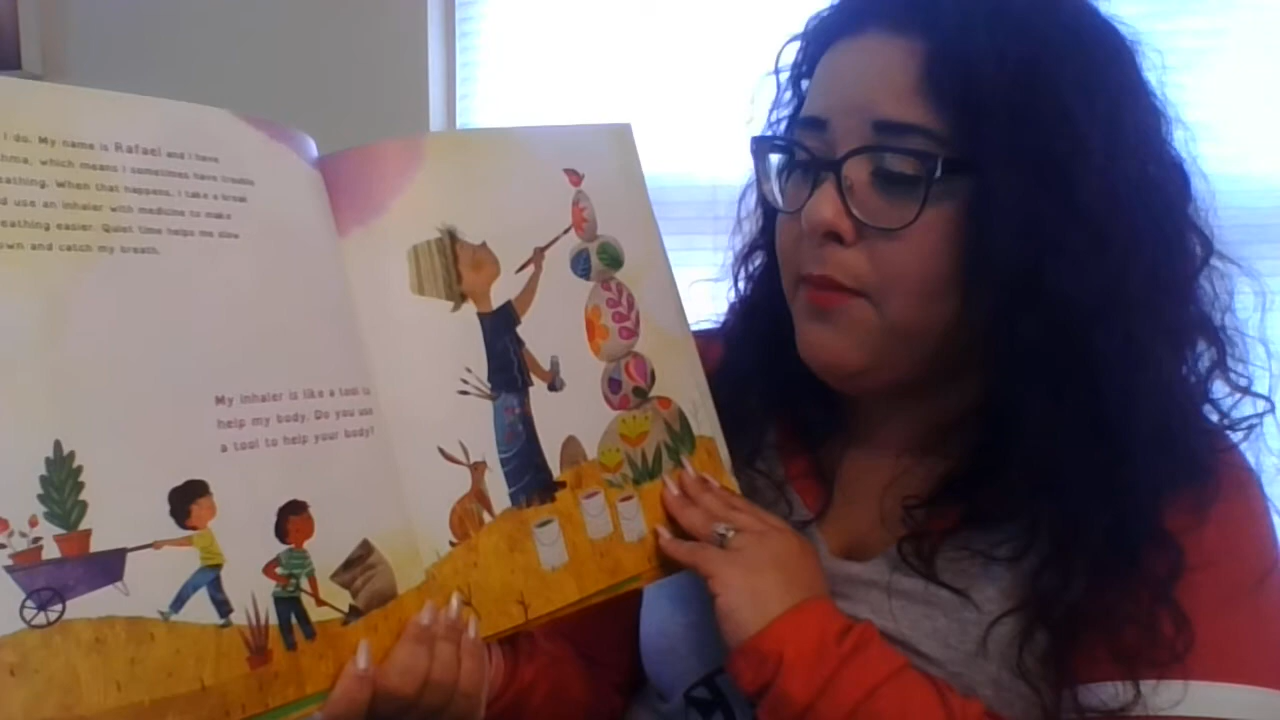 I do. My name is Rafael and I have
hma, which means I sometimes have trouble
eathing. When that happens, I take a break
d use an inhaler with medicine to make
eathing easier. Quiet time helps me slow
own and catch my breath.
My inhaler is like a tool to
help my body. Do you use
a tool to help your body?